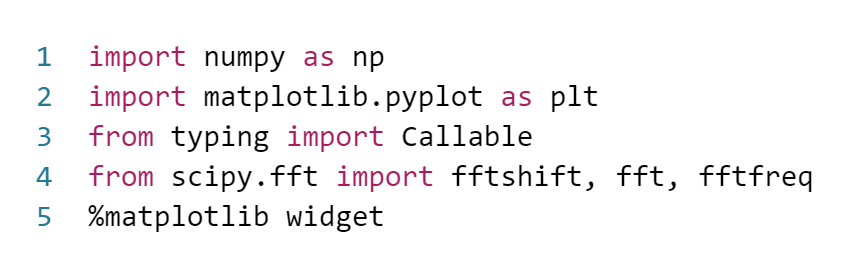 1 import numpy as np
2 import matplotlib.pyplot as plt
3 from typing import Callable
4 from scipy.fft import fftshift, fft, fftfreq
5 %matplotlib widget